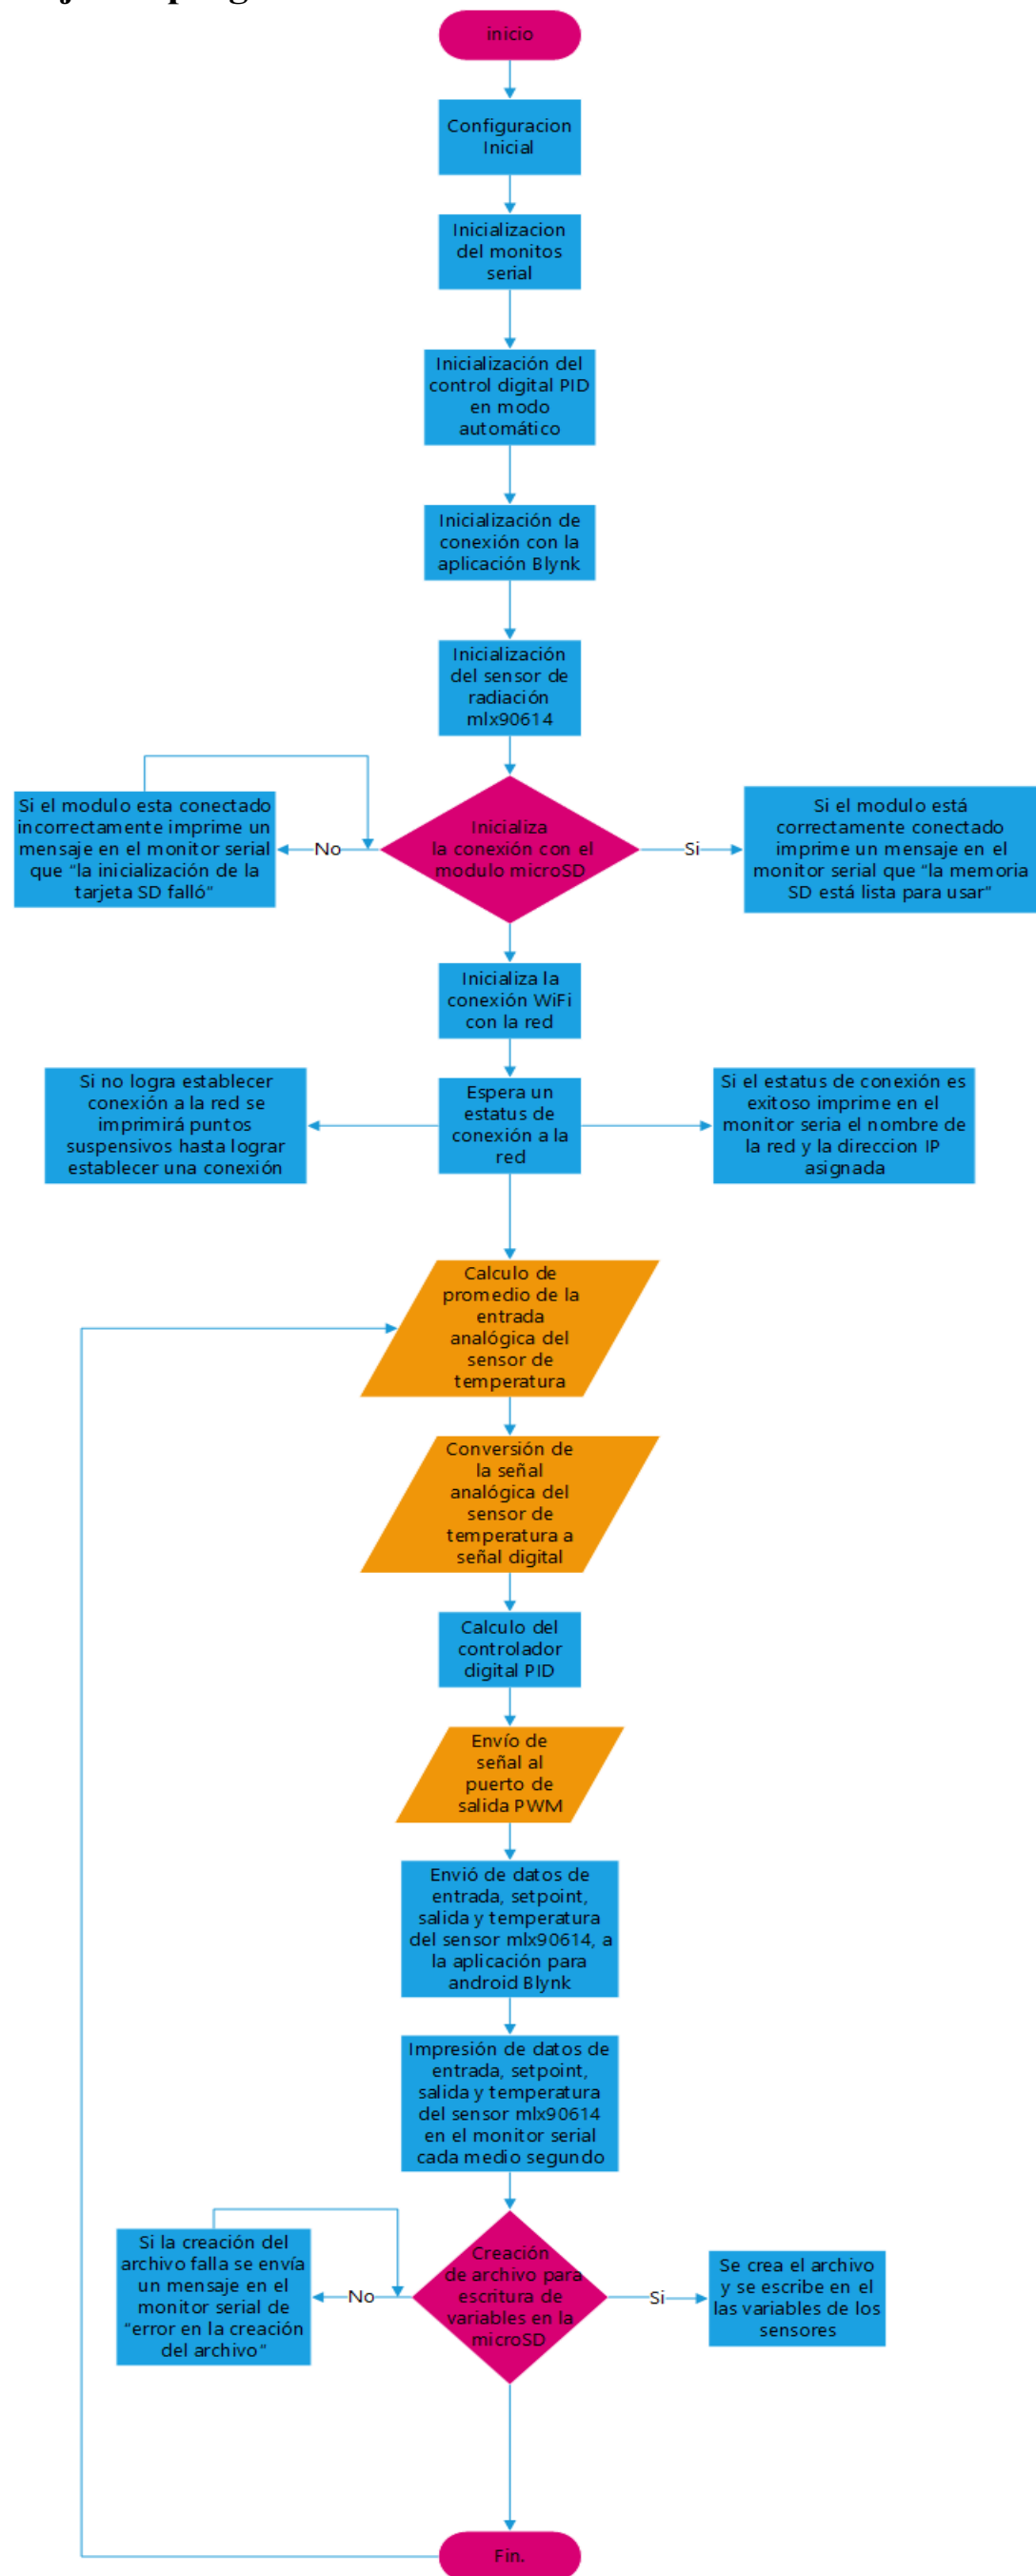 inicio
Configuracion
Inicial
Inicializacion
del monitos
serial
Inicialización del
control digital PID
en modo
automático
Inicialización de
conexión con la
aplicación Blynk
Inicialización
del sensor de
radiación
mlx90614
Si el modulo esta conectado
incorrectamente imprime un
mensaje en el monitor serial
que "la inicialización de la
tarjeta SD falló"
No
Inicializa
la conexión con el
modulo microSD
Si
Si el modulo está
correctamente conectado
imprime un mensaje en el
monitor serial que "la memoria
SD está lista para usar"
Inicializa la
conexión WiFi
con la red
Si no logra establecer
conexión a la red se
imprimirá puntos
suspensivos hasta lograr
establecer una conexión
Espera un
estatus de
conexión a la
red
Si el estatus de conexión es
exitoso imprime en el
monitor seria el nombre de
la red y la direccion IP
asignada
Calculo de
promedio de la
entrada
analógica del
sensor de
temperatura
Conversión de
la señal
analógica del
sensor de
temperatura a
señal digital
Calculo del
controlador
digital PID
Envío de
señal al
puerto de
salida PWM
Envió de datos de
entrada, setpoint,
salida y temperatura
del sensor mlx90614, a
la aplicación para
android Blynk
Impresión de datos de
entrada, setpoint,
salida y temperatura
del sensor mlx90614
en el monitor serial
cada medio segundo
Si la creación del
archivo falla se envía
un mensaje en el
monitor serial de
"error en la creación
del archivo"
No
Creación
de archivo para
escritura de
variables en la
microSD
Si
Se crea el archivo
y se escribe en el
las variables de los
sensores
Fin.